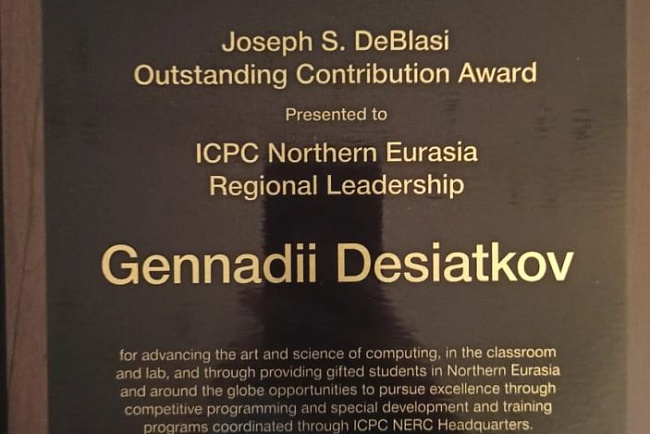 Joseph S. DeBlasi
Outstanding Contribution Award
Presented to
ICPC Northern Eurasia
Regional Leadership
Gennadii Desiatkov
for advancing the art and science of computing, in the classroom
and lab, and through providing gifted students in Northern Eurasia
and around the globe opportunities to pursue excellence through
competitive programming and special development and training
programs coordinated through ICPC NERC Headquarters.